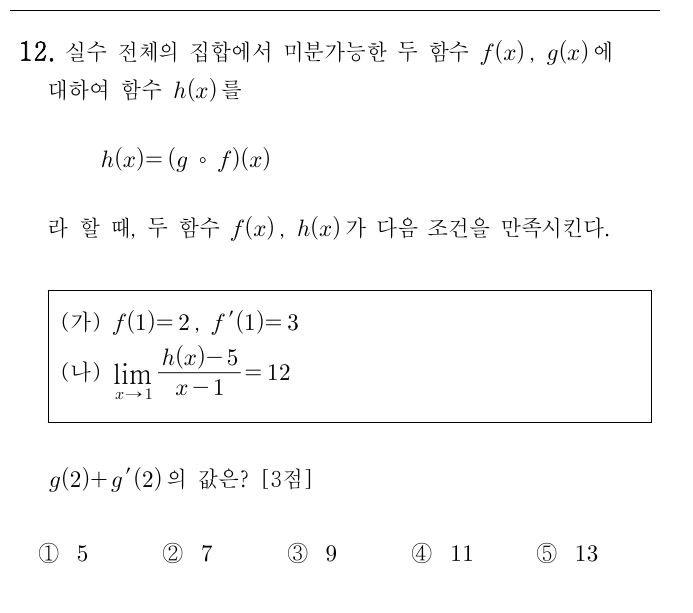 12. 실수 전체의 집합에서 미분가능한 두 함수 f(x), g(x)에
대하여 함수 h(x)를
h(x)=(g ∘ f)(x)
라 할 때, 두 함수 f(x), h(x)가 다음 조건을 만족시킨다.
(가) f(1)=2, f′(1)=3
(나) lim_{x→1} \frac{h(x)-5}{x-1}=12
g(2)+g′(2)의 값은? [3점]
① 5 ② 7 ③ 9 ④ 11 ⑤ 13